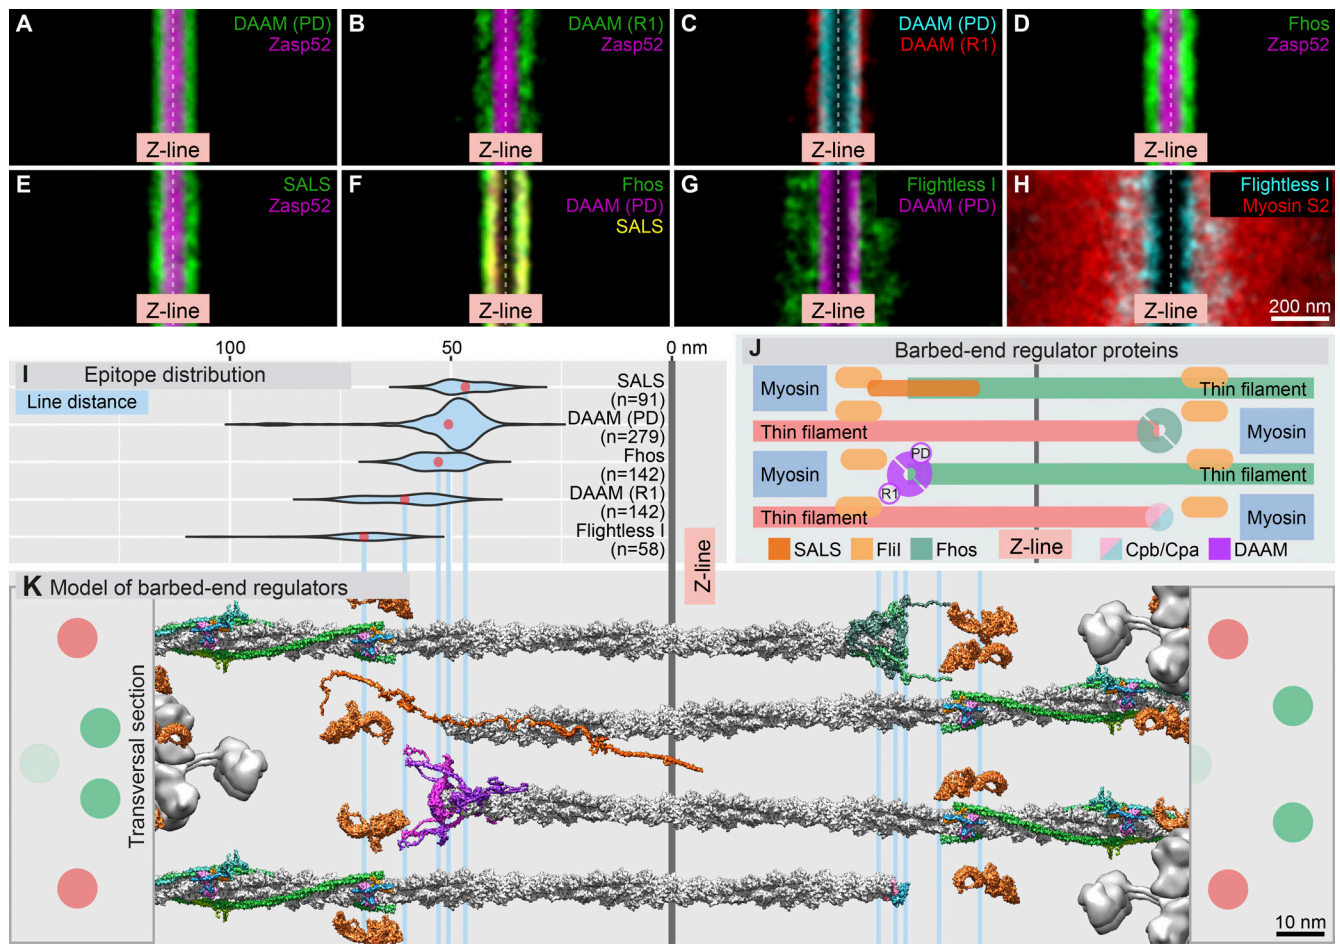 A
DAAM (PD)
Zasp52
Z-line
B
DAAM (R1)
Zasp52
Z-line
C
DAAM (PD)
DAAM (R1)
Z-line
D
Fhos
Zasp52
Z-line
E
SALS
Zasp52
Z-line
F
Fhos
DAAM (PD)
SALS
Z-line
G
Flightless I
DAAM (PD)
Z-line
H
Flightless I
Myosin S2
Z-line
200 nm
100
50
0 nm
I
Epitope distribution
Line distance
SALS
(n=91)
DAAM (PD)
(n=279)
Fhos
(n=142)
DAAM (R1)
(n=142)
Flightless I
(n=58)
Z-line
J
Barbed-end regulator proteins
Myosin
Thin filament
Thin filament
Myosin
Myosin
PD
R1
Thin filament
Thin filament
Myosin
Z-line
SALS
FliI
Fhos
Cpb/Cpa
DAAM
K Model of barbed-end regulators
Transversal section
10 nm